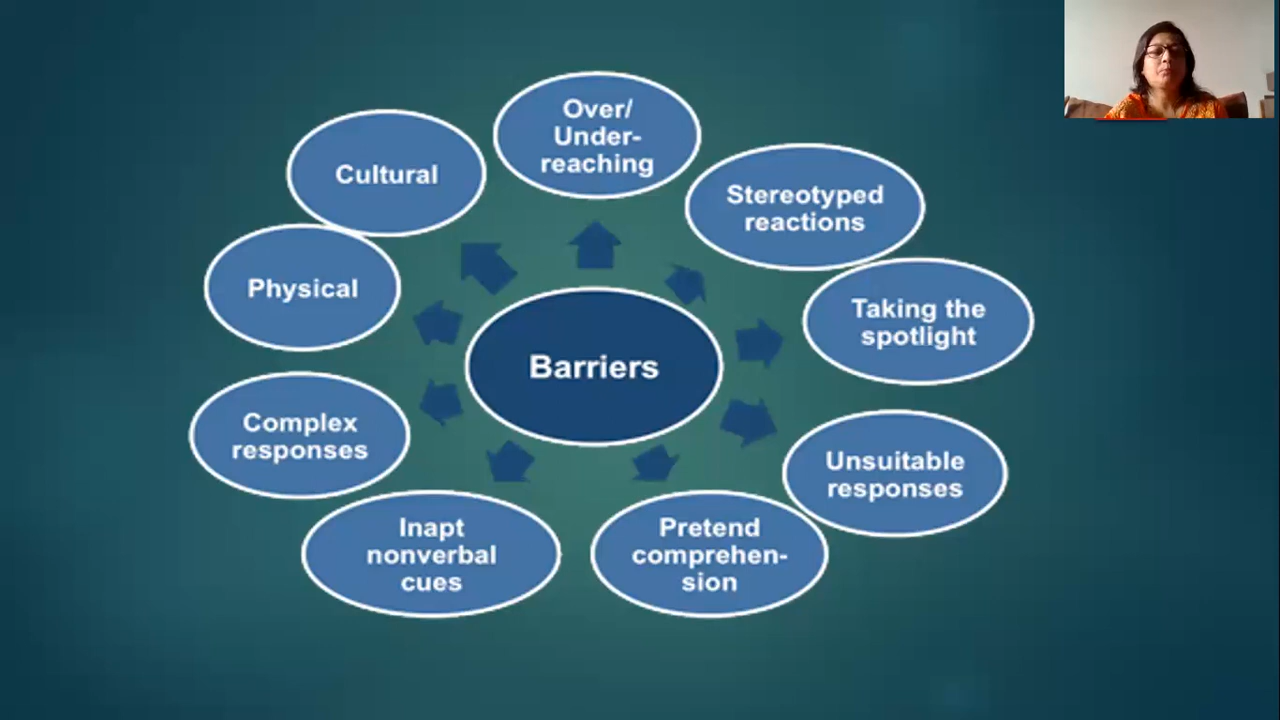 Over/
Under-
reaching
Cultural
Stereotyped
reactions
Physical
Taking the
spotlight
Barriers
Complex
responses
Unsuitable
responses
Inapt
nonverbal
cues
Pretend
comprehen-
sion